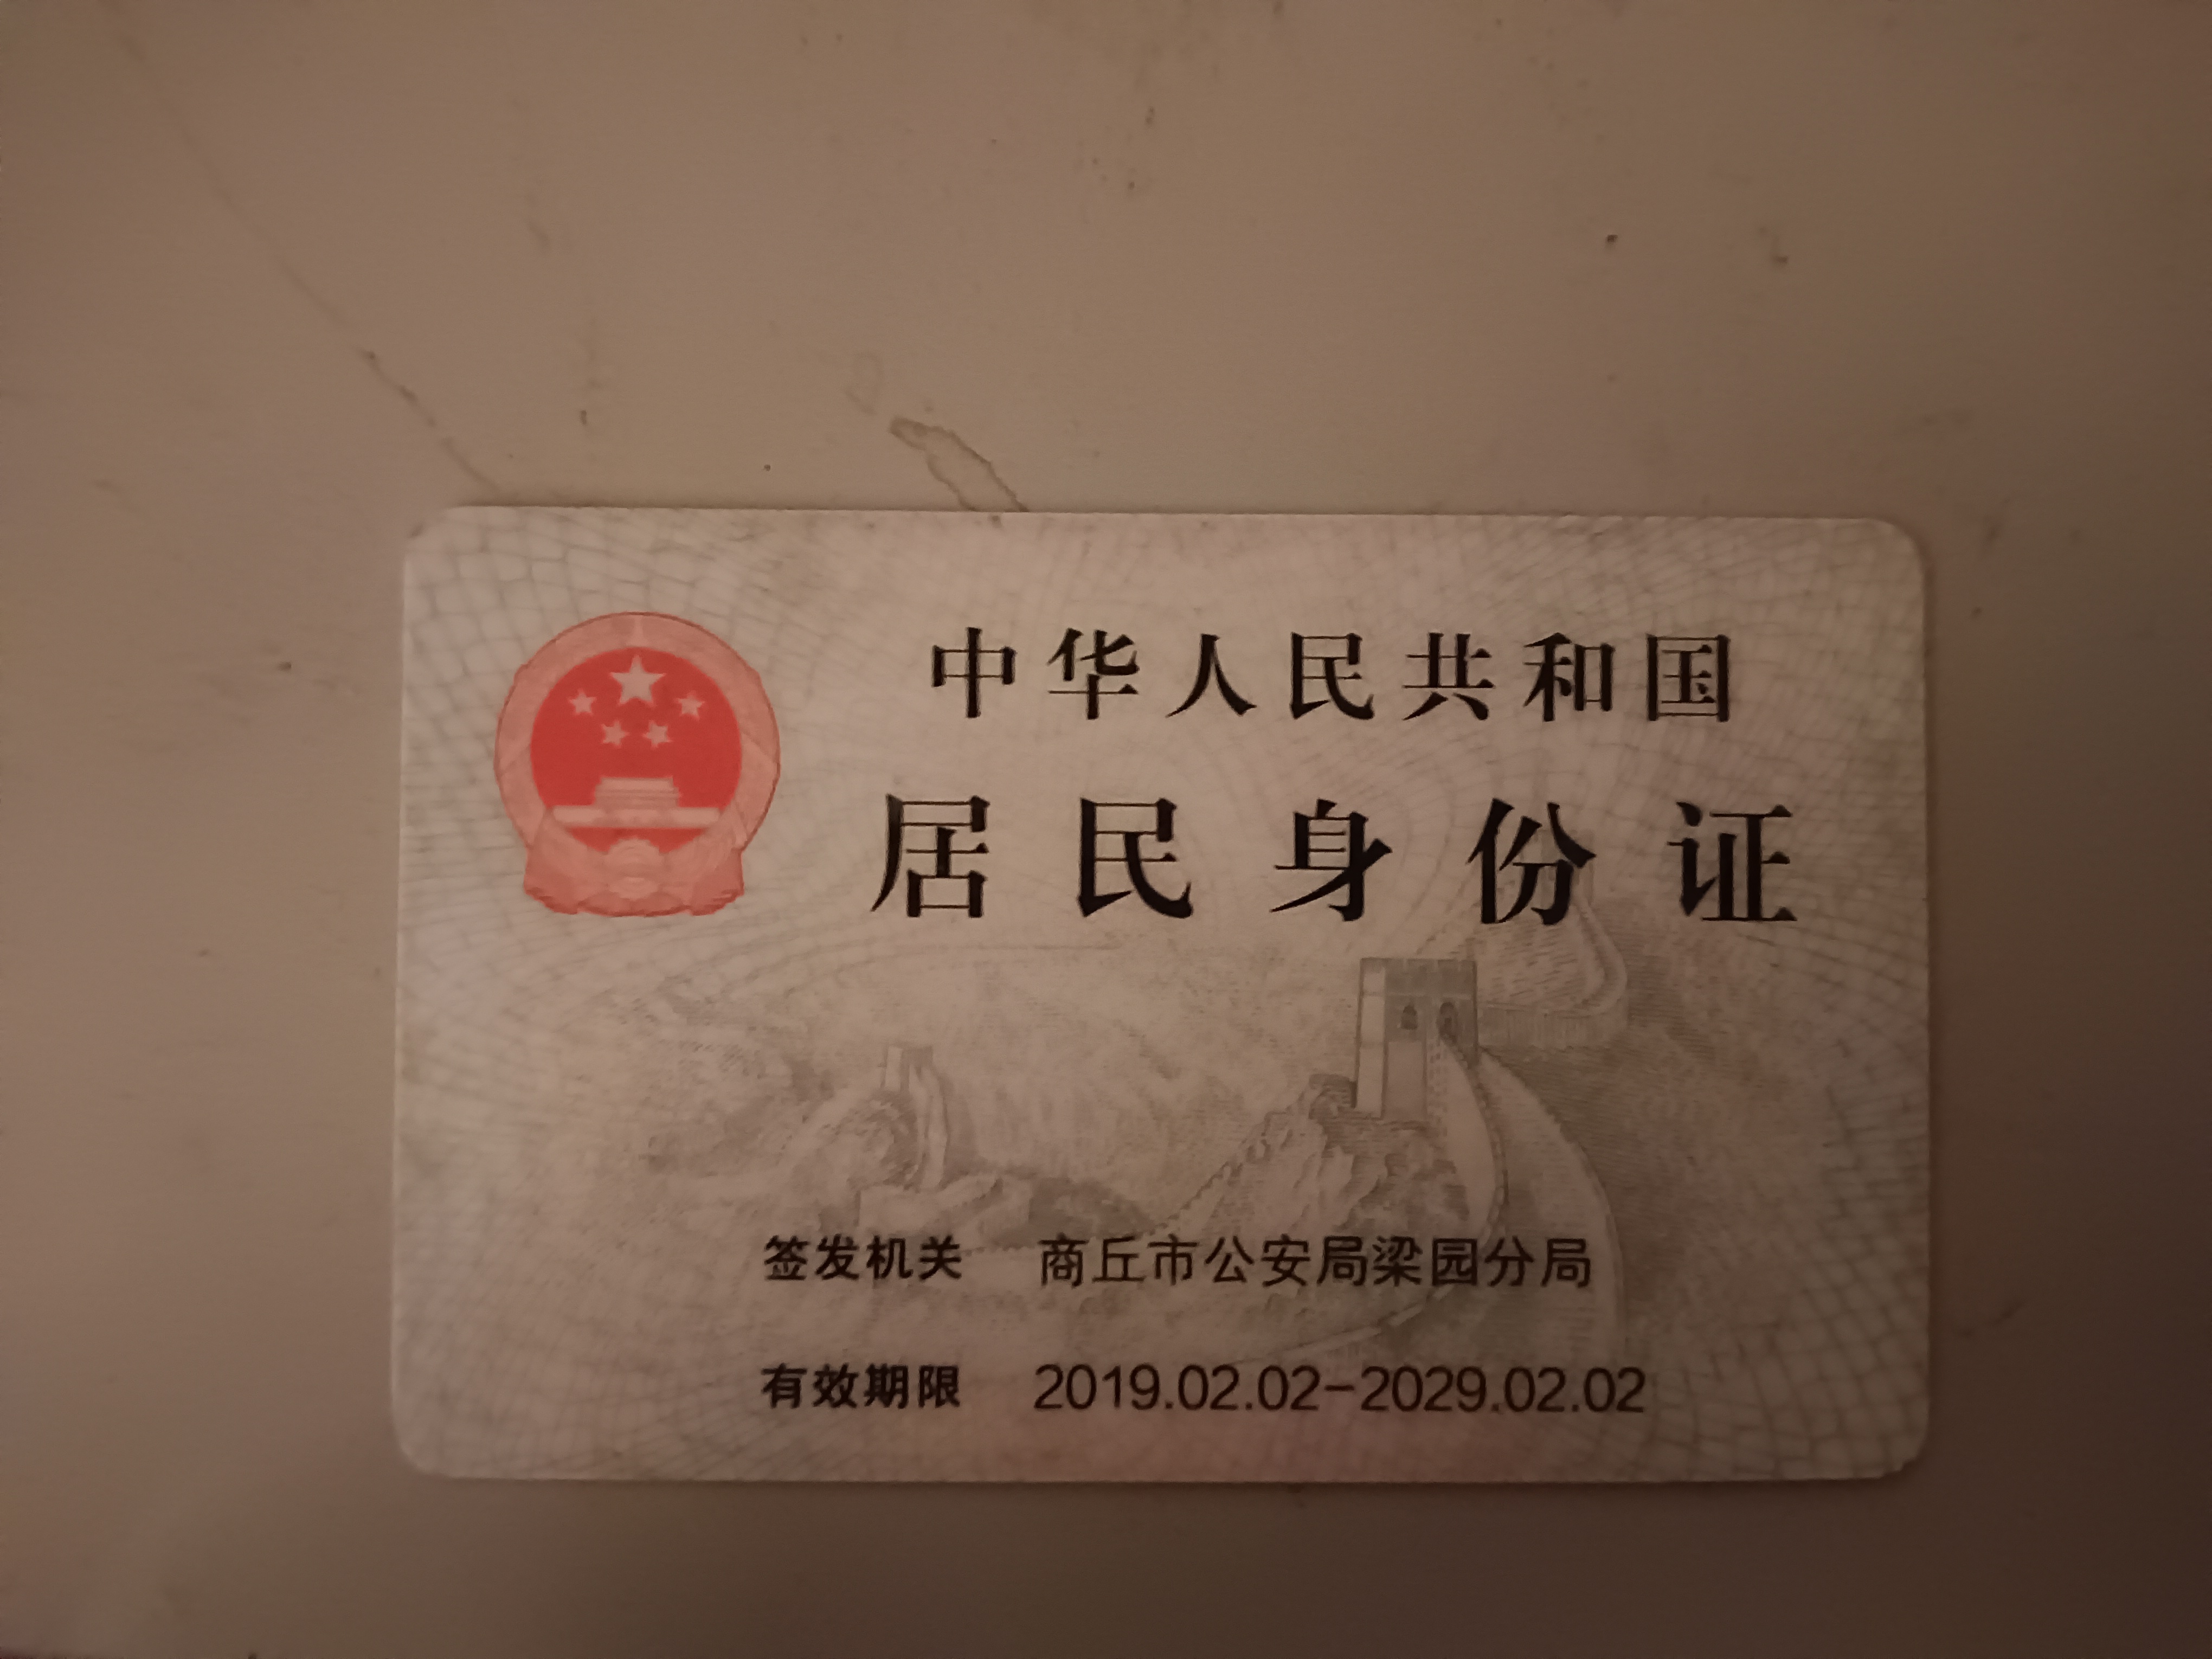 中华人民共和国
居民身份证
签发机关 商丘市公安局梁园分局
有效期限 2019.02.02-2029.02.02